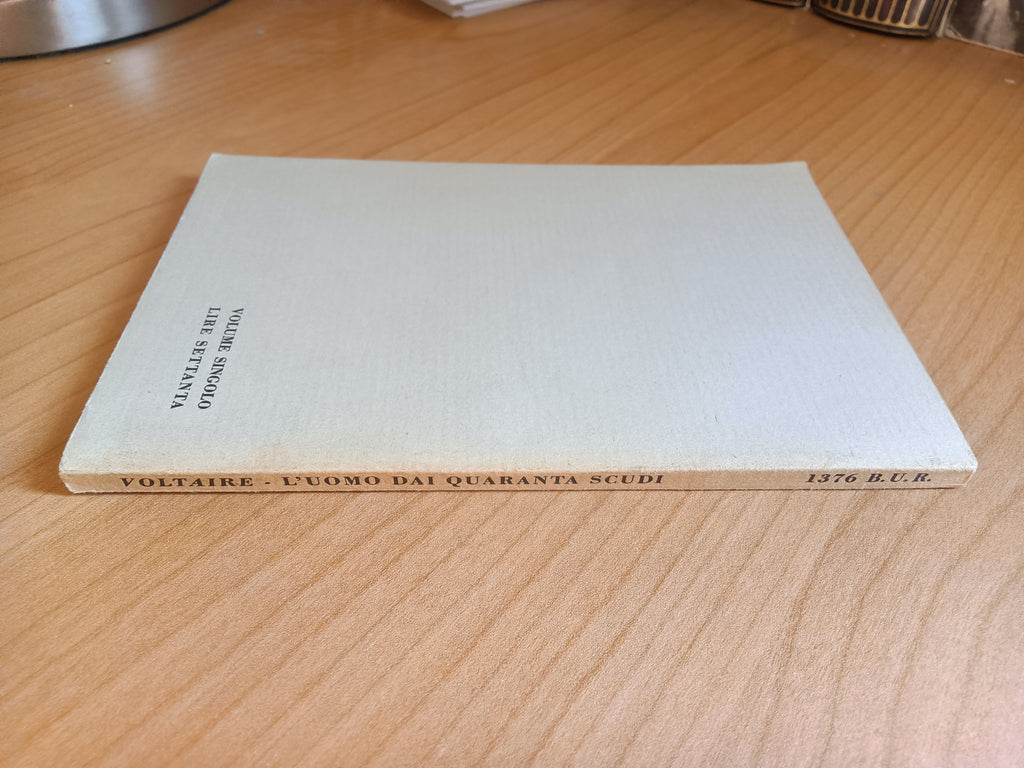 VOLUME SINGOLO
LIRE SETTANTA
VOLTAIRE - L'UOMO DAI QUARANTA SCUDI 1376 B.U.R.